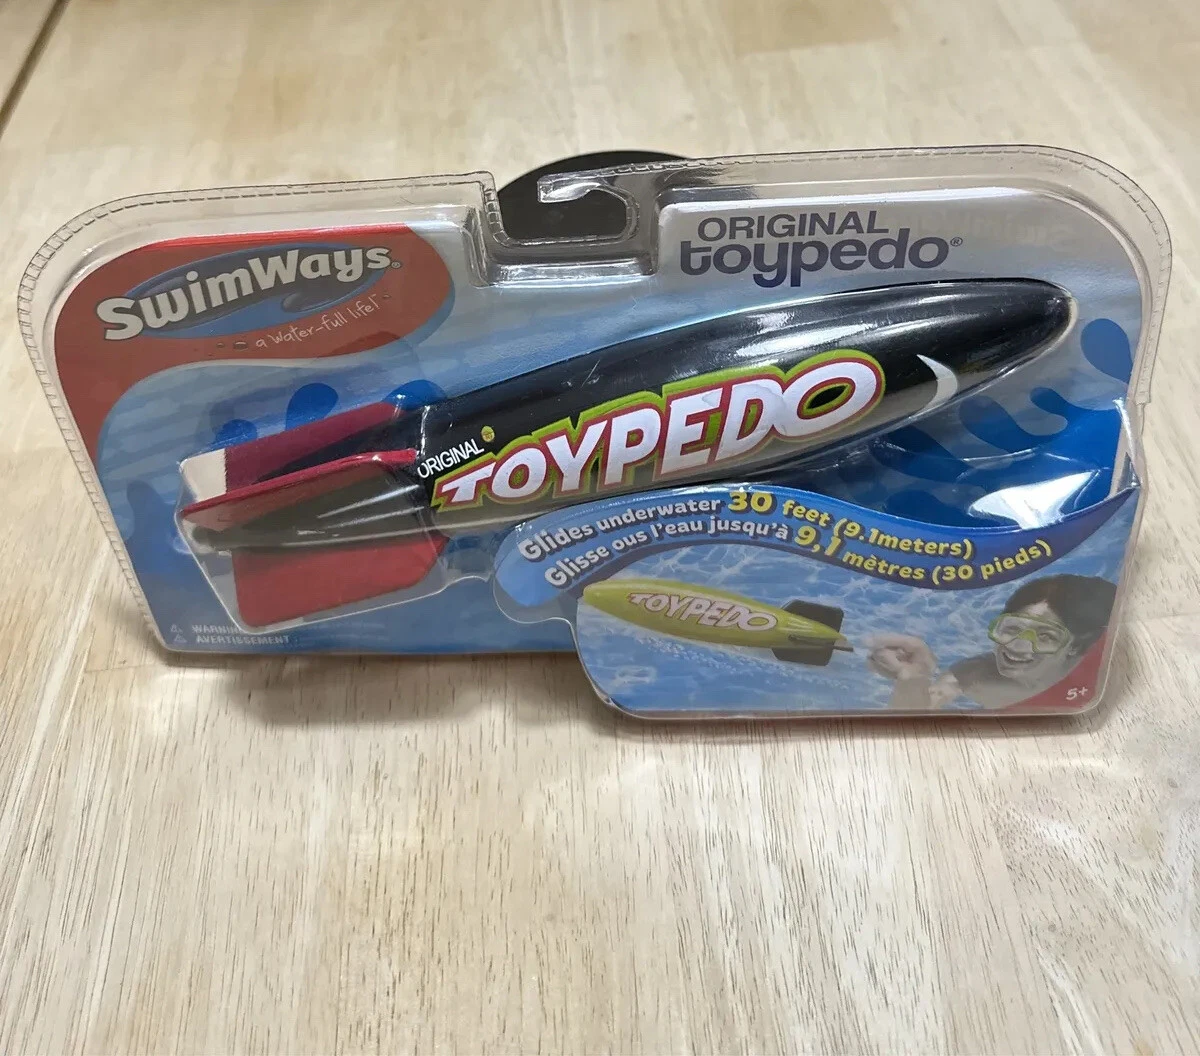 SwimWays®
a water-full life!™
ORIGINAL
toypedo®
ORIGINAL
TOYPEDO
Glides underwater 30 feet (9.1meters)
Glisse ous l'eau jusqu'à 9,1 mètres (30 pieds)
TOYPEDO
WARNING
AVERTISSEMENT :
5+